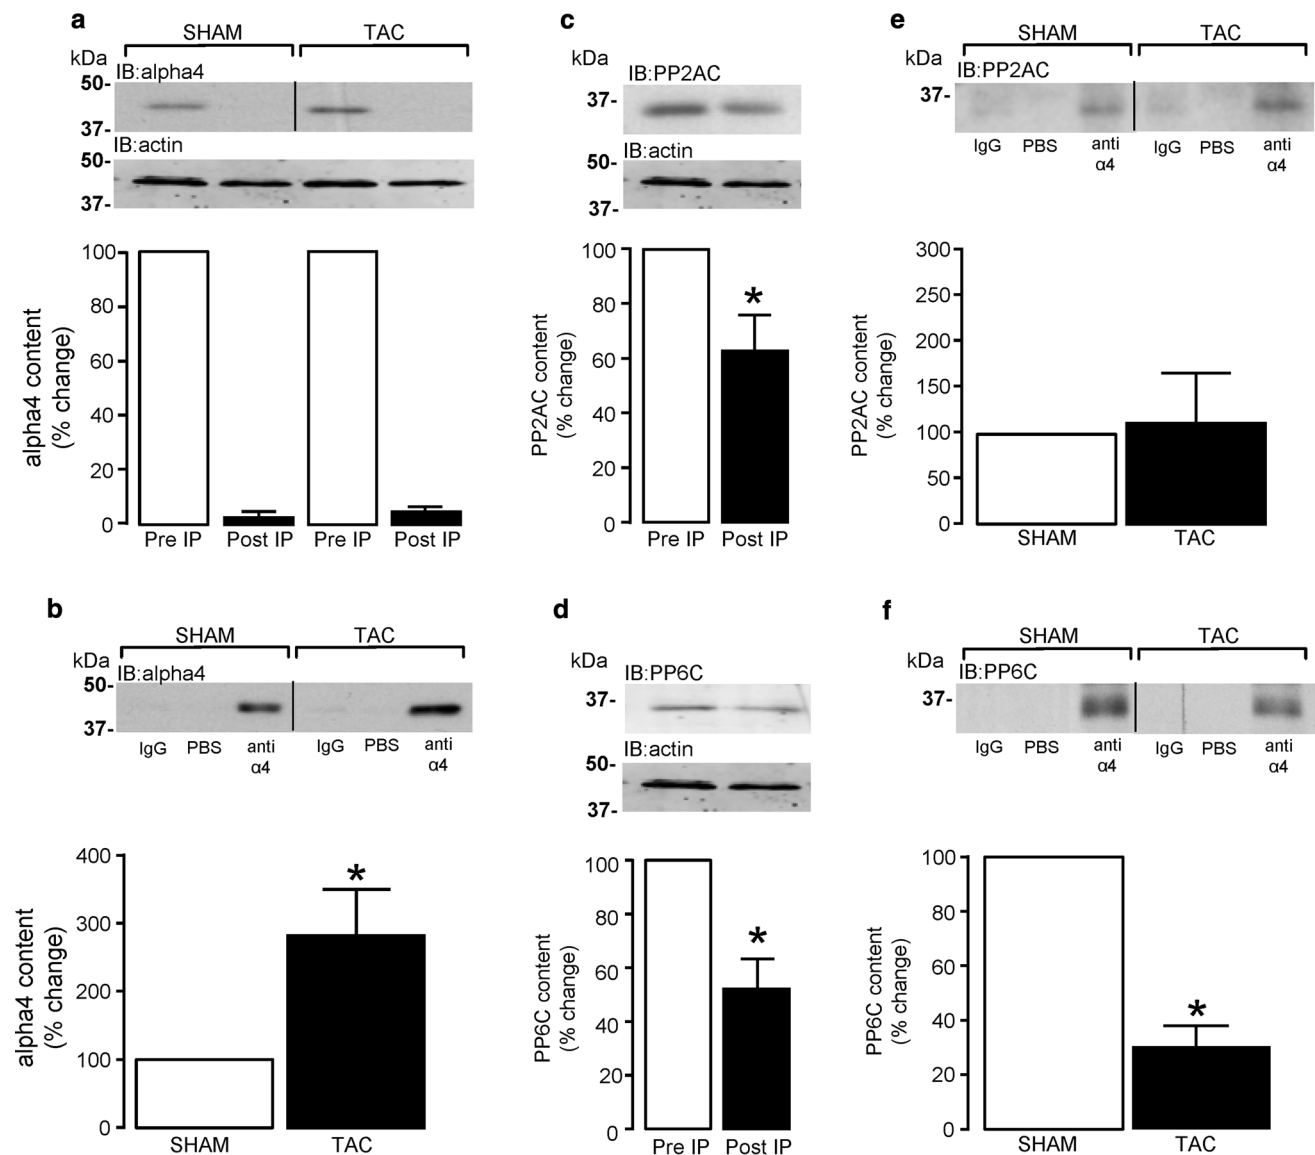 a
SHAM TAC
kDa
IB:alpha4
50-
37-
IB:actin
50-
37-
alpha4 content
(% change)
100
80
60
40
20
0
Pre IP Post IP Pre IP Post IP
c
kDa
IB:PP2AC
37-
IB:actin
50-
37-
PP2AC content
(% change)
100
80
60
40
20
0
*
Pre IP Post IP
e
SHAM TAC
kDa
IB:PP2AC
37-
IgG PBS anti α4 IgG PBS anti α4
PP2AC content
(% change)
300
250
200
150
100
50
0
SHAM TAC
b
SHAM TAC
kDa
IB:alpha4
50-
37-
IgG PBS anti α4 IgG PBS anti α4
alpha4 content
(% change)
400
300
200
100
0
*
SHAM TAC
d
kDa
IB:PP6C
37-
IB:actin
50-
37-
PP6C content
(% change)
100
80
60
40
20
0
*
Pre IP Post IP
f
SHAM TAC
kDa
IB:PP6C
37-
IgG PBS anti α4 IgG PBS anti α4
PP6C content
(% change)
100
80
60
40
20
0
*
SHAM TAC